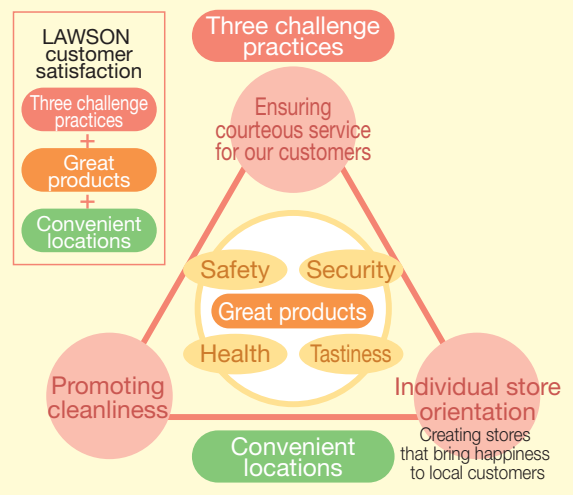 LAWSON
customer
satisfaction
Three challenge
practices
+
Great
products
+
Convenient
locations
Three challenge
practices
Ensuring
courteous service
for our customers
Safety
Security
Great products
Health
Tastiness
Promoting
cleanliness
Individual store
orientation
Creating stores
that bring happiness
to local customers
Convenient
locations